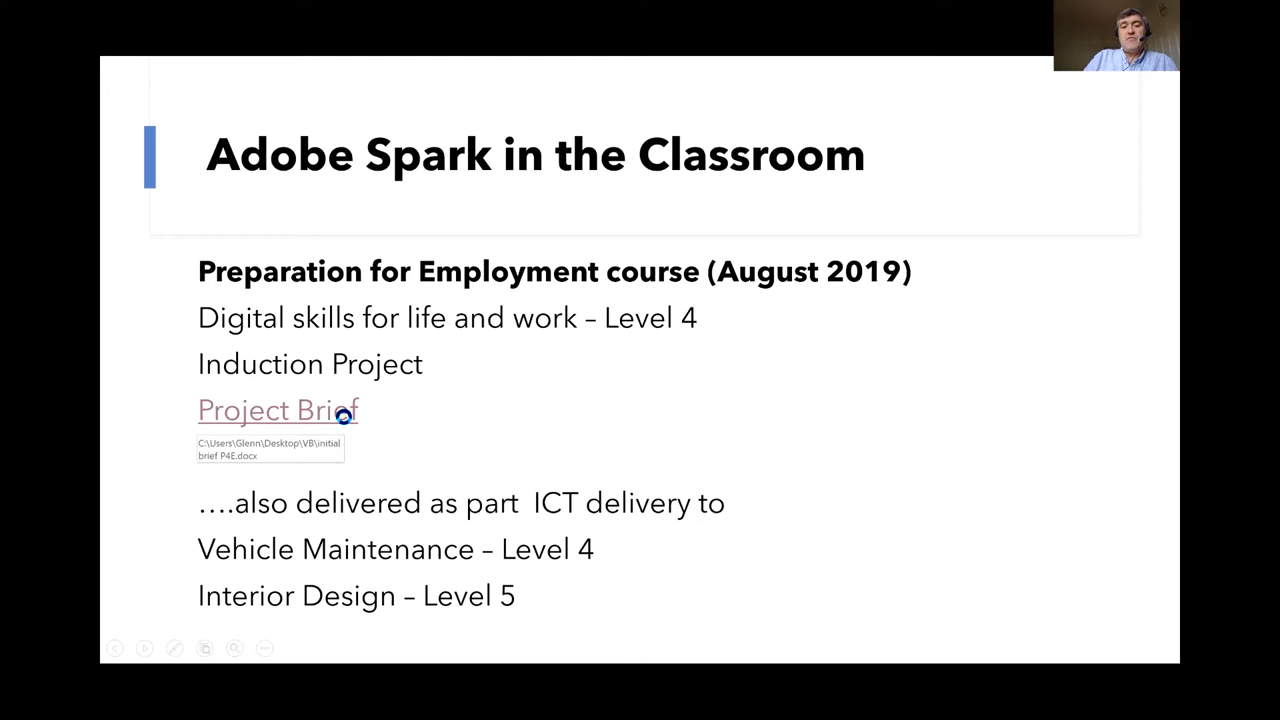 Adobe Spark in the Classroom
Preparation for Employment course (August 2019)
Digital skills for life and work – Level 4
Induction Project
Project Brief
C:\Users\Glenn\Desktop\VB\initial
brief P4E.docx
….also delivered as part ICT delivery to
Vehicle Maintenance – Level 4
Interior Design – Level 5